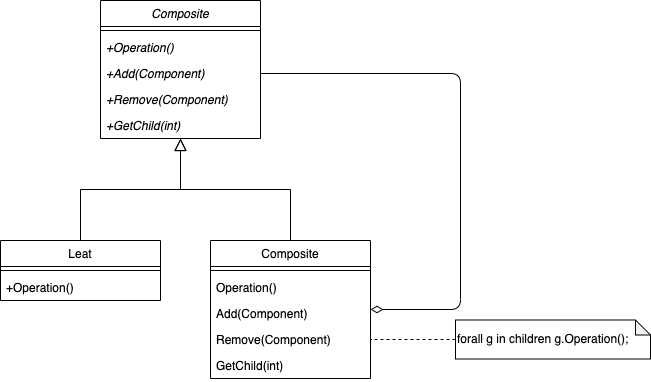 Composite
+Operation()
+Add(Component)
+Remove(Component)
+GetChild(int)
Leat
+Operation()
Composite
Operation()
Add(Component)
Remove(Component)
GetChild(int)
forall g in children g.Operation();